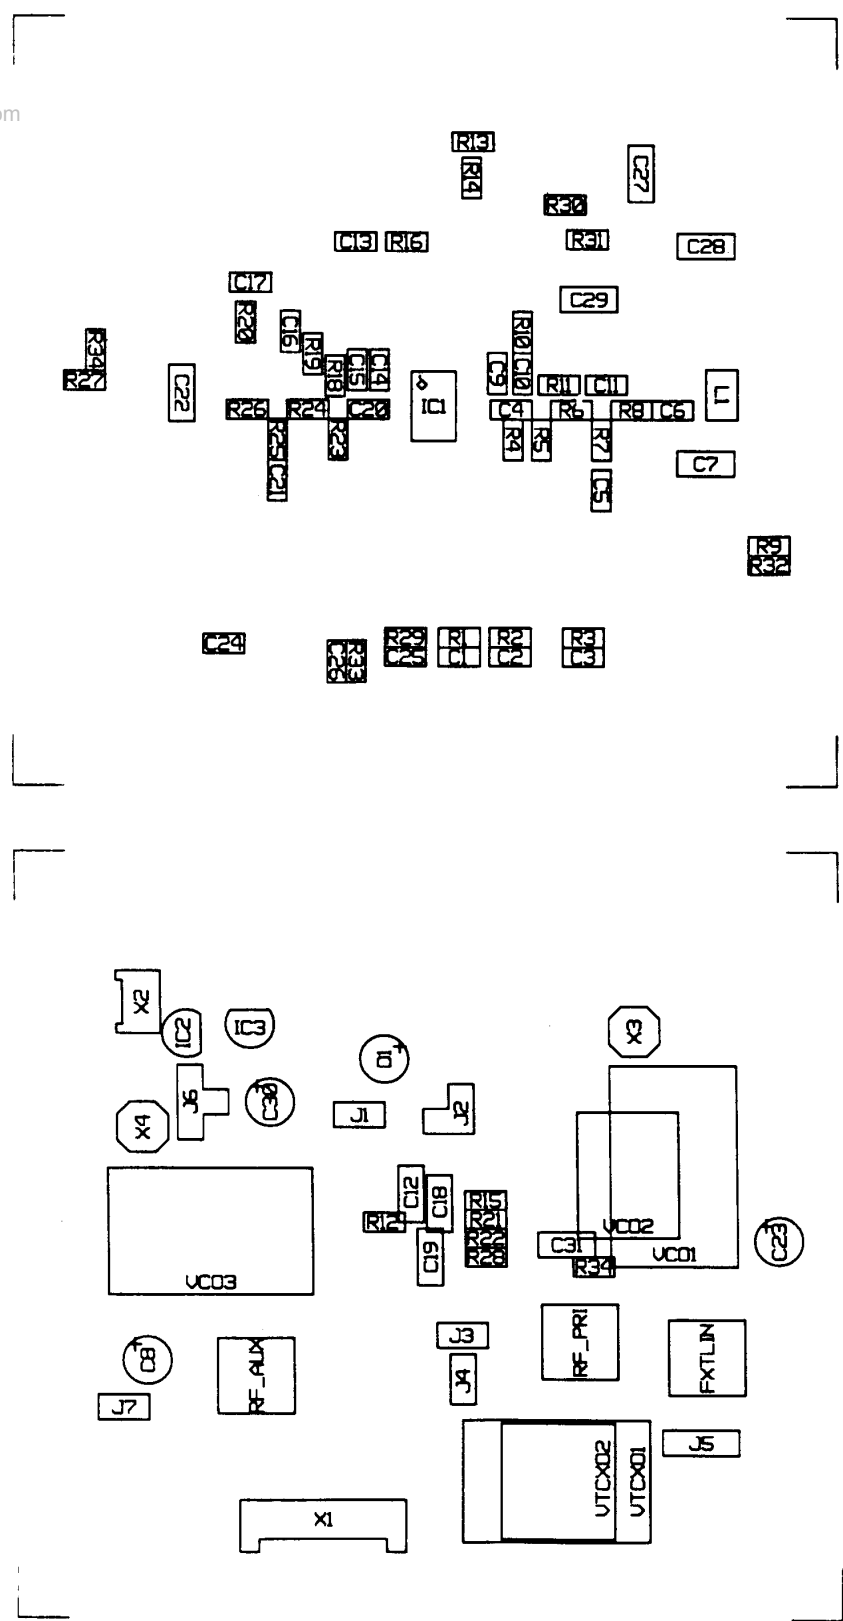 om
R13
R14
C27
R30
C13
R16
R31
C28
C17
C29
R20
C16
R10
R34
R19
R18
C15
C14
C9
C10
R27
C22
R11
C11
L1
IC1
R26
R24
C20
C4
R6
R8
C6
R25
R23
R4
R5
R7
C21
C7
C5
R9
R32
C24
R29
R1
R2
R3
C26
R33
C25
C1
C2
C3
X2
IC2
IC3
X3
D1
J6
C30
J1
J2
X4
C12
C18
R15
R12
R21
R22
R28
C19
VCO2
C31
VCO1
C23
R34
VCO3
J3
RF_PRI
FXTLIN
C8
RF_AUX
J4
J7
J5
VTCXO2
VTCXO1
X1